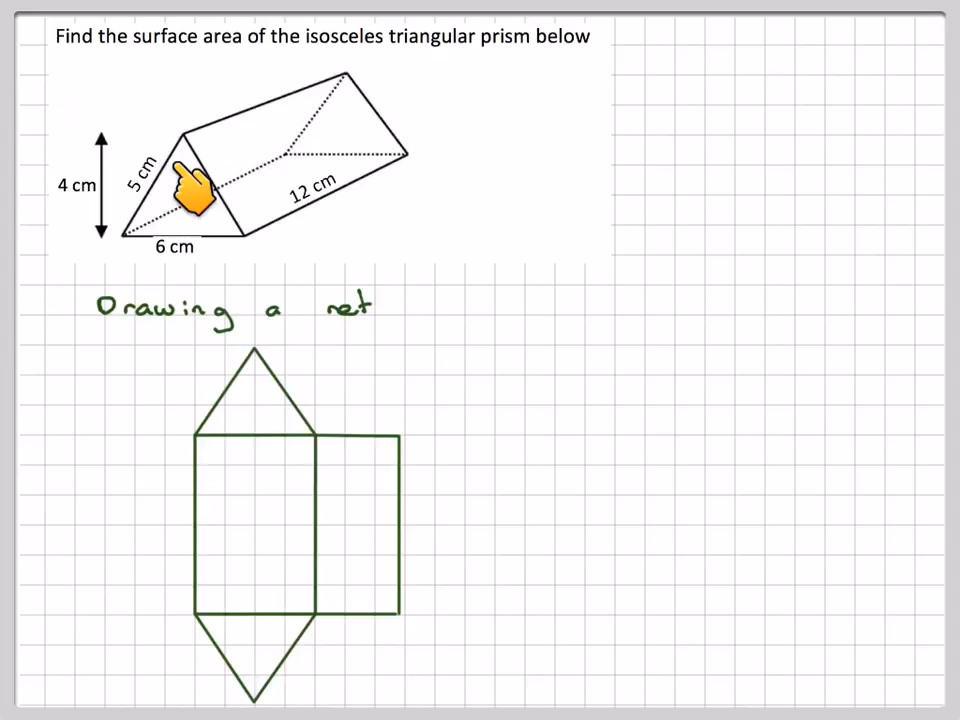 Find the surface area of the isosceles triangular prism below
5 cm
4 cm
12 cm
6 cm
Drawing a net